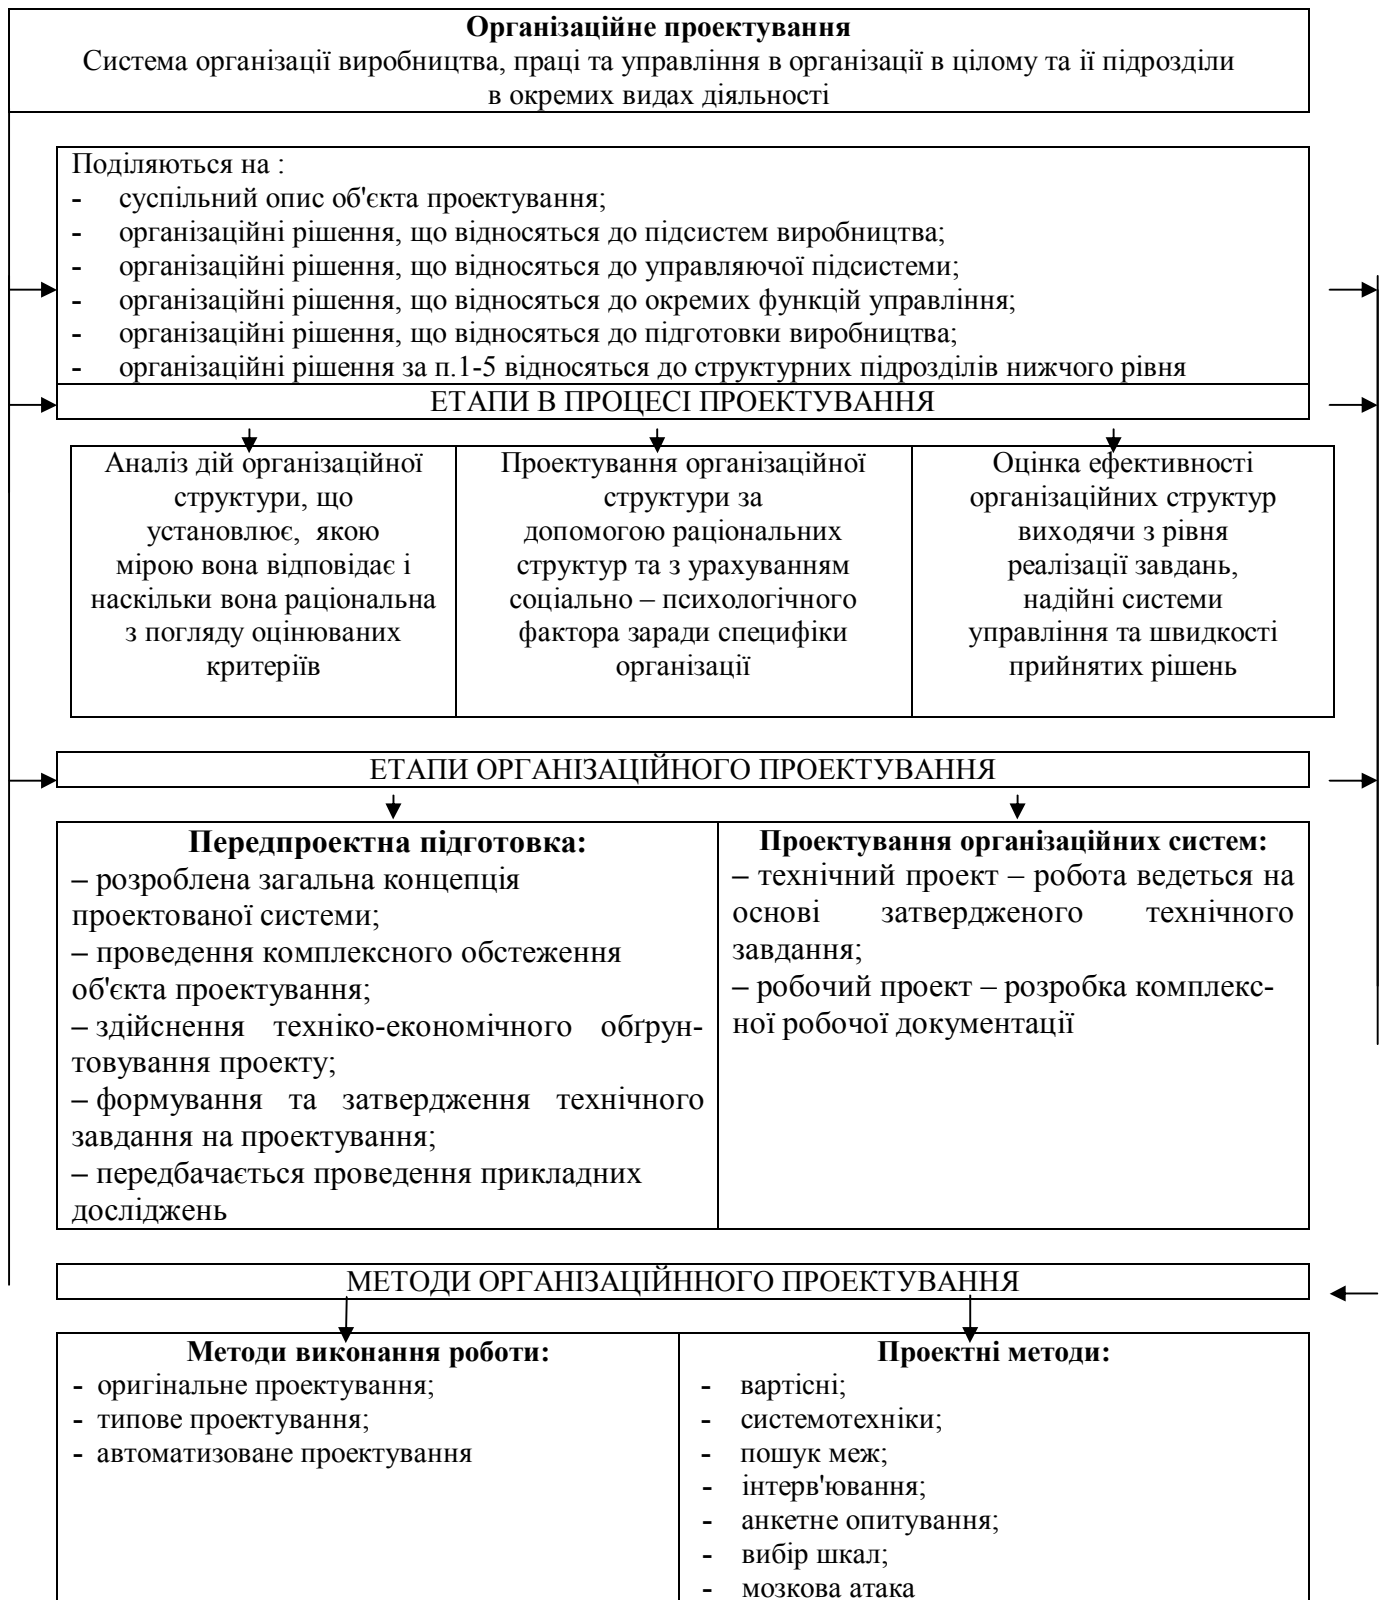 Організаційне проектування
Система організації виробництва, праці та управління в організації в цілому та ії підрозділи
в окремих видах діяльності
Поділяються на :
- суспільний опис об'єкта проектування;
- організаційні рішення, що відносяться до підсистем виробництва;
- організаційні рішення, що відносяться до управляючої підсистеми;
- організаційні рішення, що відносяться до окремих функцій управління;
- організаційні рішення, що відносяться до підготовки виробництва;
- організаційні рішення за п.1-5 відносяться до структурних підрозділів нижчого рівня
ЕТАПИ В ПРОЦЕСІ ПРОЕКТУВАННЯ
Аналіз дій організаційної
структури, що
установлює, якою
мірою вона відповідає і
наскільки вона раціональна
з погляду оцінюваних
критеріїв
Проектування організаційної
структури за
допомогою раціональних
структур та з урахуванням
соціально – психологічного
фактора заради специфіки
організації
Оцінка ефективності
організаційних структур
виходячи з рівня
реалізації завдань,
надійні системи
управління та швидкості
прийнятих рішень
ЕТАПИ ОРГАНІЗАЦІЙНОГО ПРОЕКТУВАННЯ
Передпроектна підготовка:
– розроблена загальна концепція
проектованої системи;
– проведення комплексного обстеження
об'єкта проектування;
– здійснення техніко-економічного обґрун-
товування проекту;
– формування та затвердження технічного
завдання на проектування;
– передбачається проведення прикладних
досліджень
Проектування організаційних систем:
– технічний проект – робота ведеться на
основі затвердженого технічного
завдання;
– робочий проект – розробка комплекс-
ної робочої документації
МЕТОДИ ОРГАНІЗАЦІЙННОГО ПРОЕКТУВАННЯ
Методи виконання роботи:
- оригінальне проектування;
- типове проектування;
- автоматизоване проектування
Проектні методи:
- вартісні;
- системотехніки;
- пошук меж;
- інтерв'ювання;
- анкетне опитування;
- вибір шкал;
- мозкова атака